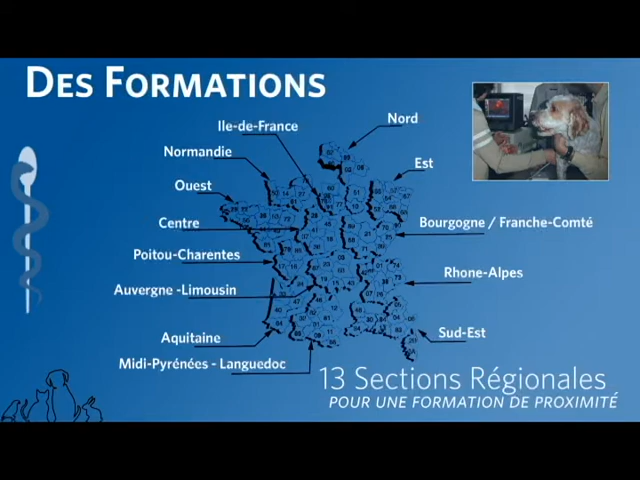 DES FORMATIONS
Ile-de-France
Nord
Normandie
Est
Ouest
Centre
Bourgogne / Franche-Comté
Poitou-Charentes
Rhone-Alpes
Auvergne -Limousin
Aquitaine
Sud-Est
Midi-Pyrénées - Languedoc
13 Sections Régionales
POUR UNE FORMATION DE PROXIMITÉ